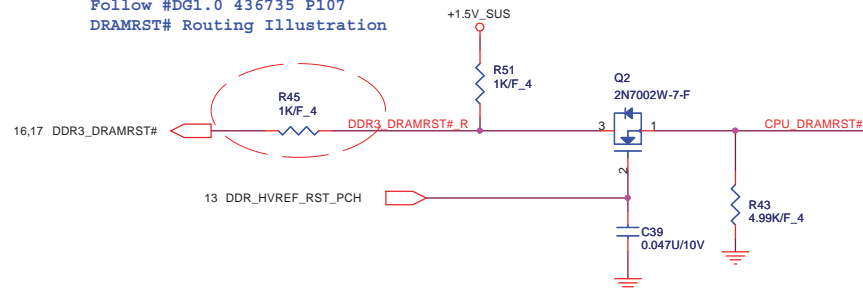 Follow #DG1.0 436735 P107
DRAMRST# Routing Illustration
+1.5V_SUS
R51
1K/F_4
Q2
2N7002W-7-F
R45
1K/F_4
16,17 DDR3_DRAMRST#
DDR3_DRAMRST#_R
3
1
CPU_DRAMRST#
2
13 DDR_HVREF_RST_PCH
R43
4.99K/F_4
C39
0.047U/10V